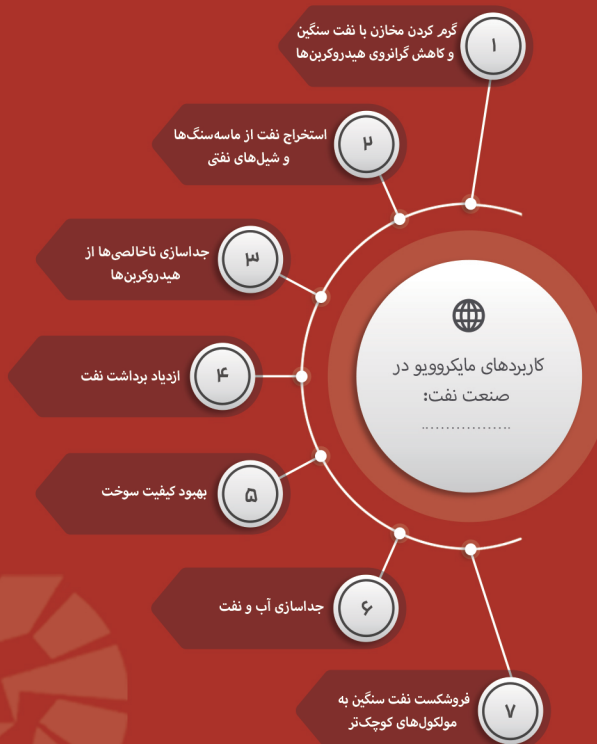 ۱
گرم کردن مخازن با نفت سنگین
و کاهش گرانروی هیدروکربن‌ها
۲
استخراج نفت از ماسه‌سنگ‌ها
و شیل‌های نفتی
۳
جداسازی ناخالصی‌ها از
هیدروکربن‌ها
۴
ازدیاد برداشت نفت
۵
بهبود کیفیت سوخت
۶
جداسازی آب و نفت
۷
فروشکست نفت سنگین به
مولکول‌های کوچک‌تر
کاربردهای مایکروویو در
صنعت نفت:
.................